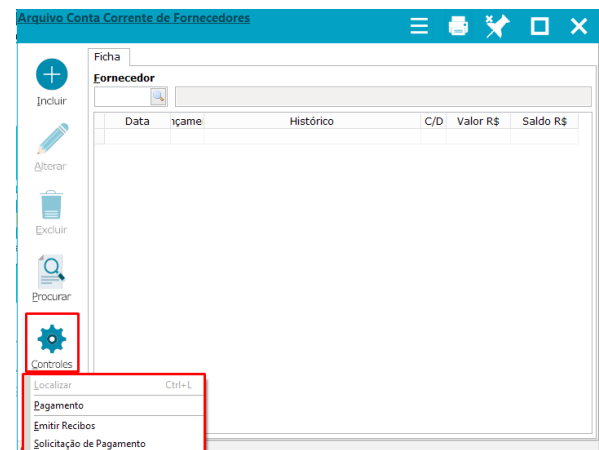 Arquivo Conta Corrente de Fornecedores
Ficha
Fornecedor
Incluir
Data nçame Histórico C/D Valor R$ Saldo R$
Alterar
Excluir
Procurar
Controles
Localizar Ctrl+L
Pagamento
Emitir Recibos
Solicitação de Pagamento